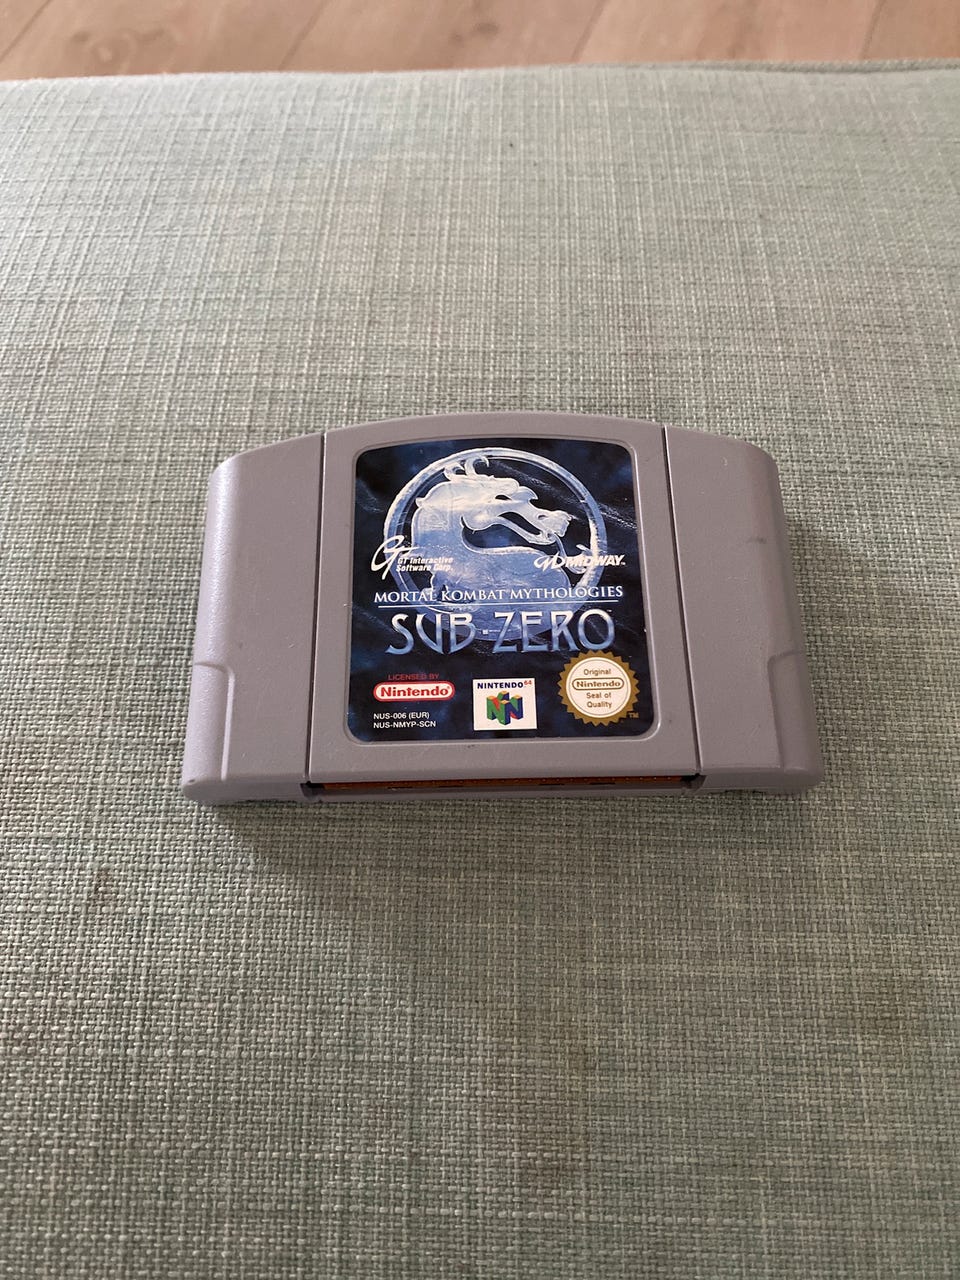 GT Interactive
Software Corp.
MIDWAY™
MORTAL KOMBAT MYTHOLOGIES
SUB-ZERO
LICENSED BY
Nintendo®
NUS-006 (EUR)
NUS-NMYP-SCN
NINTENDO64
Original
Nintendo
Seal of
Quality
TM